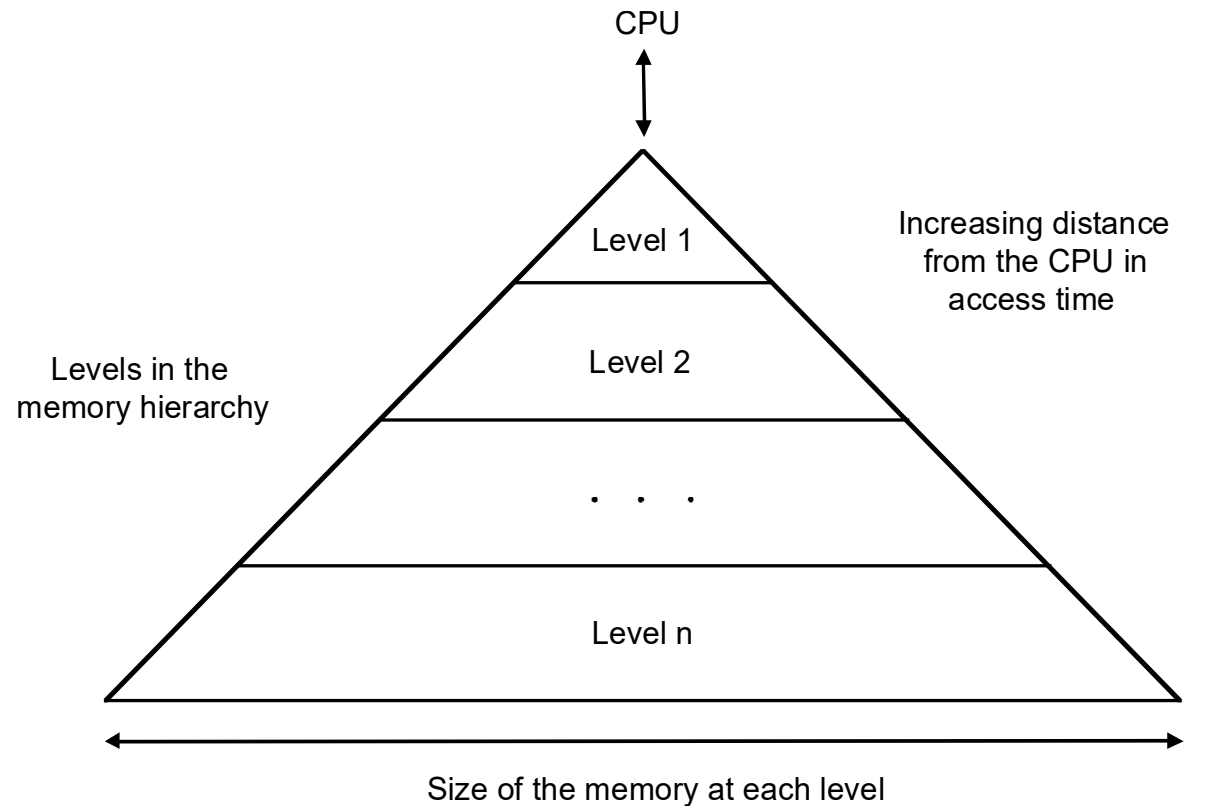 CPU
Level 1
Increasing distance
from the CPU in
access time
Level 2
Levels in the
memory hierarchy
. . .
Level n
Size of the memory at each level